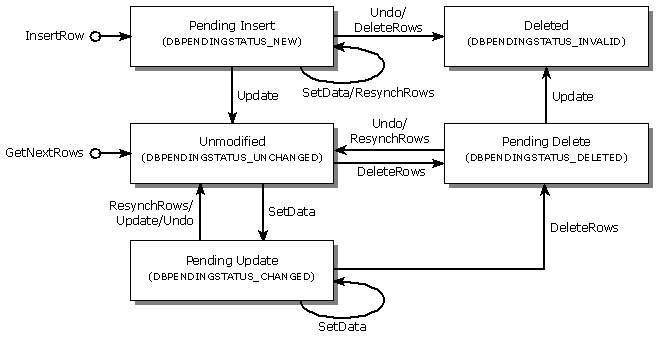 InsertRow
Pending Insert
(DBPENDINGSTATUS_NEW)
Undo/
DeleteRows
Deleted
(DBPENDINGSTATUS_INVALID)
SetData/ResynchRows
Update
Update
GetNextRows
Unmodified
(DBPENDINGSTATUS_UNCHANGED)
Undo/
ResynchRows
DeleteRows
Pending Delete
(DBPENDINGSTATUS_DELETED)
ResynchRows/
Update/Undo
SetData
DeleteRows
Pending Update
(DBPENDINGSTATUS_CHANGED)
SetData